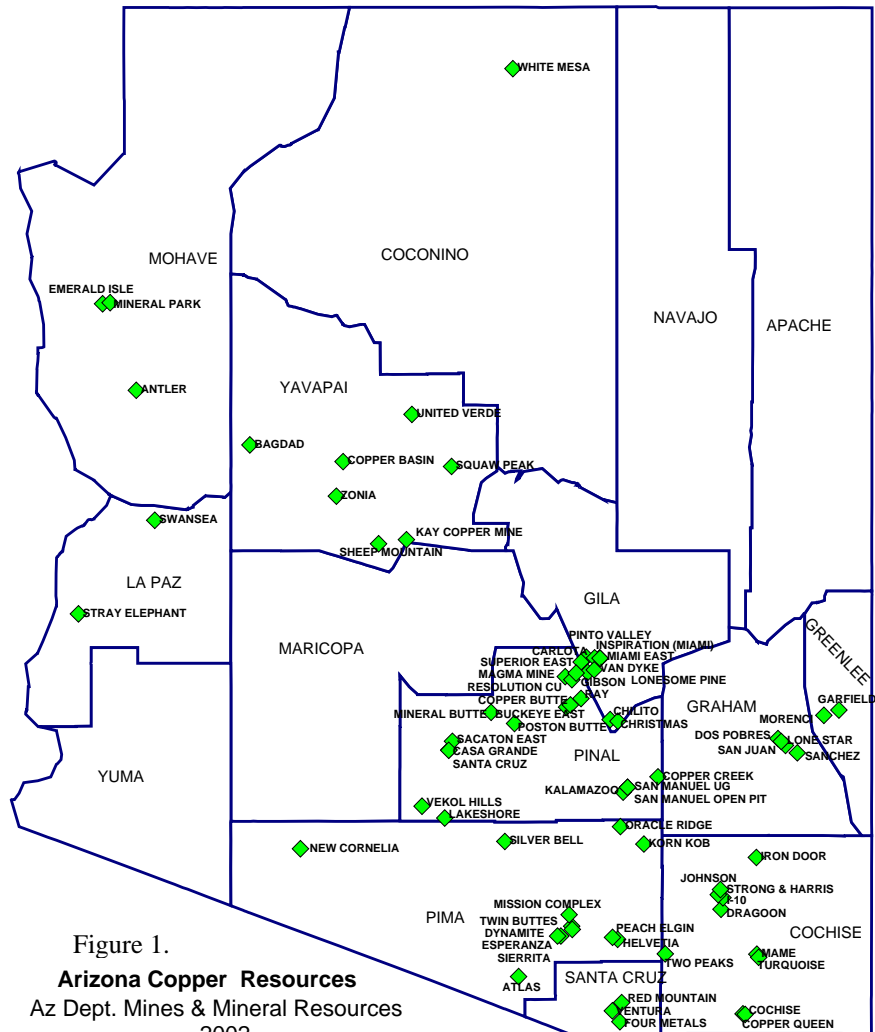 WHITE MESA
MOHAVE
COCONINO
EMERALD ISLE
MINERAL PARK
NAVAJO
APACHE
ANTLER
YAVAPAI
UNITED VERDE
BAGDAD
COPPER BASIN
SQUAW PEAK
ZONIA
SWANSEA
KAY COPPER MINE
SHEEP MOUNTAIN
LA PAZ
STRAY ELEPHANT
GILA
MARICOPA
GREENLEE
PINTO VALLEY
INSPIRATION (MIAMI)
CARLOTA
MIAMI EAST
SUPERIOR EAST
VAN DYKE
MAGMA MINE
GIBSON
LONESOME PINE
RESOLUTION CU
RAY
COPPER BUTTE
GRAHAM
GARFIELD
MINERAL BUTTE
BUCKEYE EAST
CHILITO
MORENCI
POSTON BUTTE
CHRISTMAS
DOS POBRES
LONE STAR
SACATON EAST
SAN JUAN
SANCHEZ
CASA GRANDE
PINAL
SANTA CRUZ
YUMA
COPPER CREEK
KALAMAZOO
SAN MANUEL UG
SAN MANUEL OPEN PIT
VEKOL HILLS
LAKESHORE
ORACLE RIDGE
NEW CORNELIA
SILVER BELL
KORN KOB
IRON DOOR
JOHNSON
STRONG & HARRIS
I-10
DRAGOON
MISSION COMPLEX
PIMA
TWIN BUTTES
DYNAMITE
PEACH ELGIN
COCHISE
ESPERANZA
HELVETIA
SIERRITA
TWO PEAKS
MAME
TURQUOISE
ATLAS
SANTA CRUZ
RED MOUNTAIN
VENTURA
FOUR METALS
COCHISE
COPPER QUEEN
Figure 1.
Arizona Copper Resources
Az Dept. Mines & Mineral Resources
2002